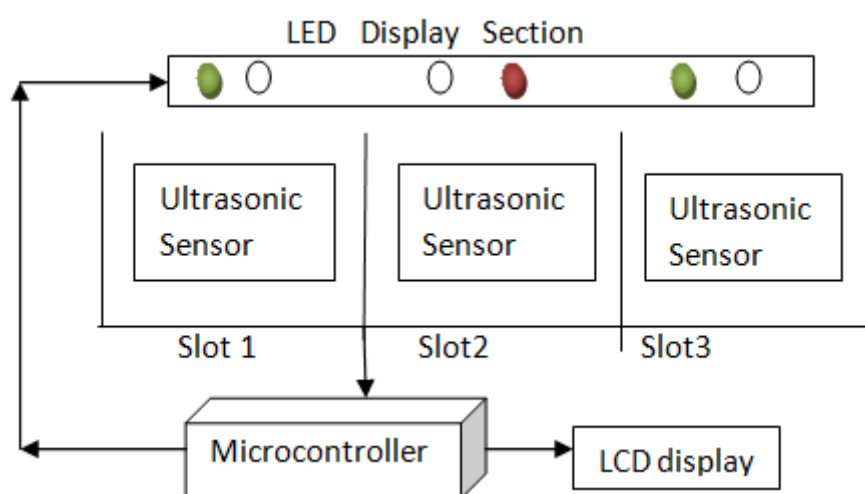 LED Display Section
Ultrasonic
Sensor
Ultrasonic
Sensor
Ultrasonic
Sensor
Slot 1
Slot2
Slot3
Microcontroller
LCD display